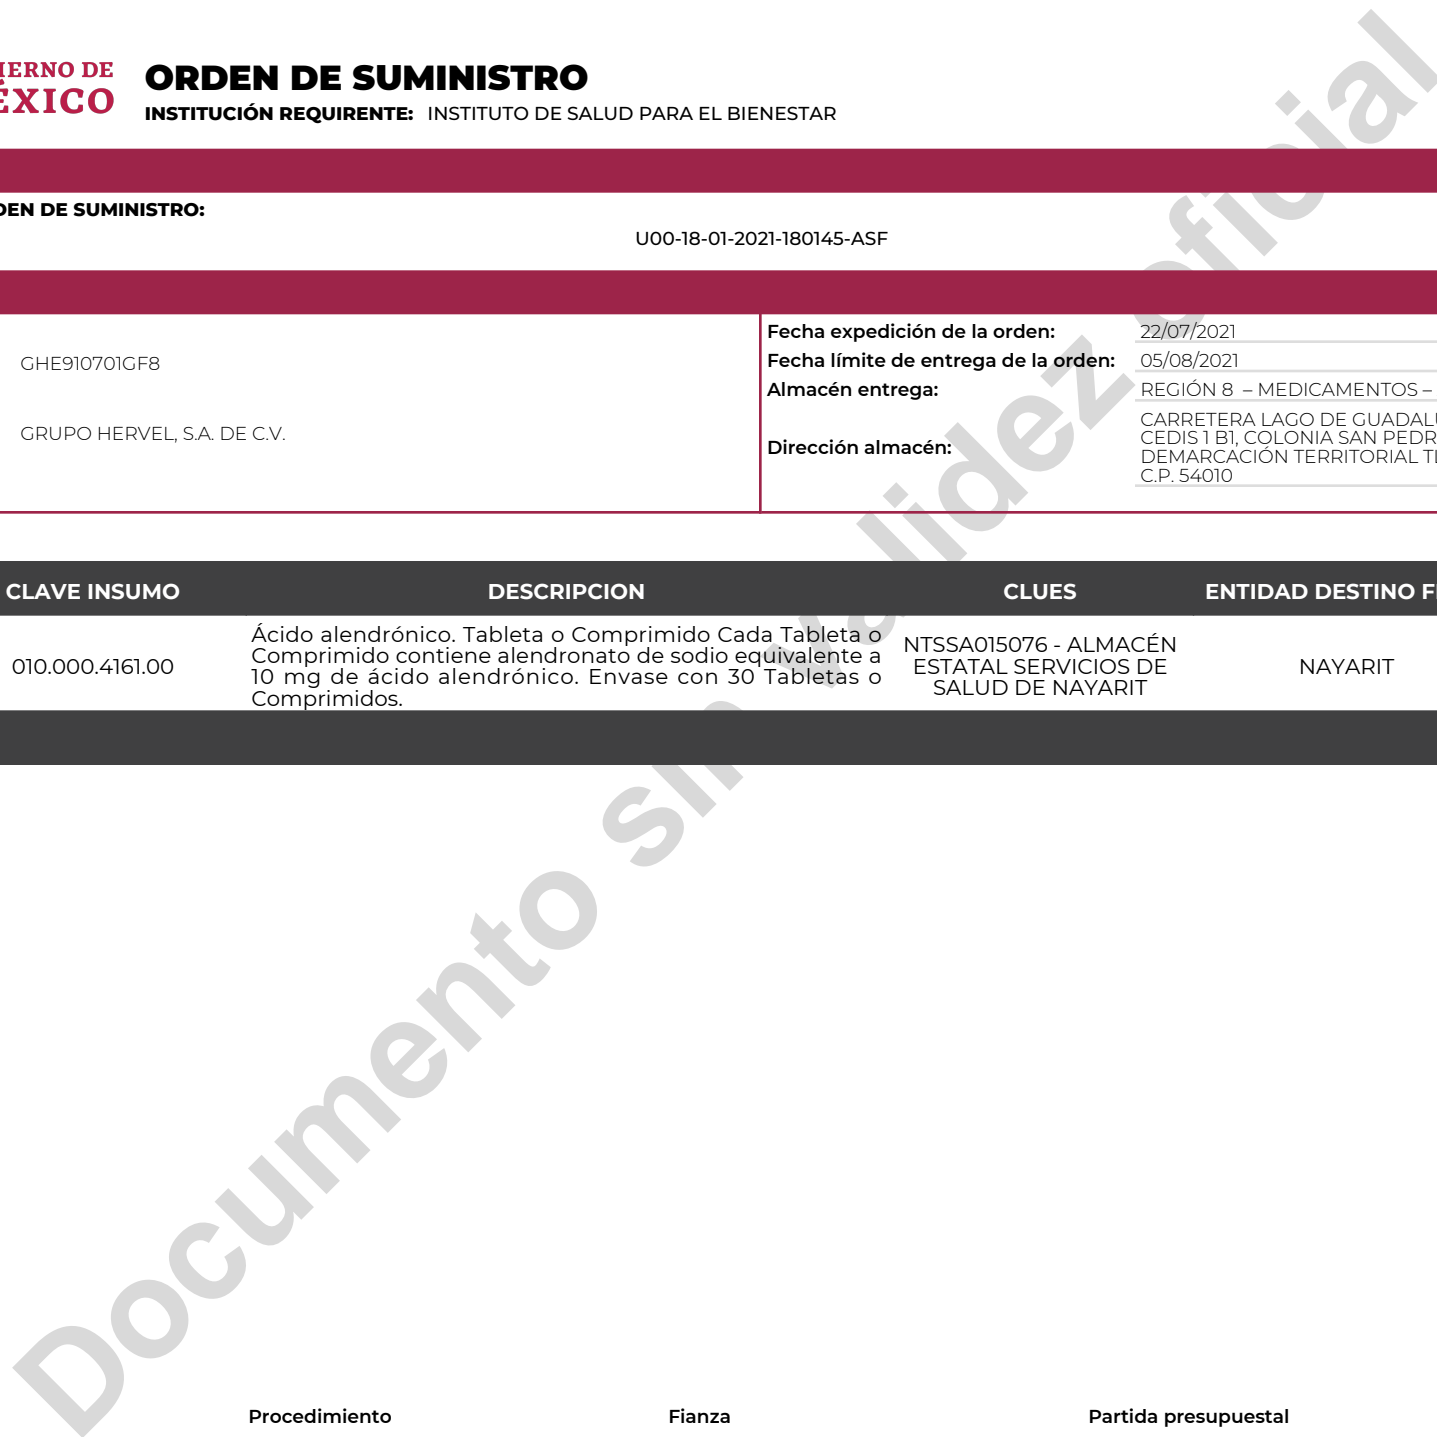 IERNO DE
ÉXICO
ORDEN DE SUMINISTRO
INSTITUCIÓN REQUIRENTE: INSTITUTO DE SALUD PARA EL BIENESTAR
DEN DE SUMINISTRO:
U00-18-01-2021-180145-ASF
GHE910701GF8
GRUPO HERVEL, S.A. DE C.V.
Fecha expedición de la orden: 22/07/2021
Fecha límite de entrega de la orden: 05/08/2021
Almacén entrega: REGIÓN 8 – MEDICAMENTOS –
Dirección almacén:
CARRETERA LAGO DE GUADALU
CEDIS 1 B1, COLONIA SAN PEDR
DEMARCACIÓN TERRITORIAL TL
C.P. 54010
CLAVE INSUMO DESCRIPCION CLUES ENTIDAD DESTINO FI
010.000.4161.00
Ácido alendrónico. Tableta o Comprimido Cada Tableta o
Comprimido contiene alendronato de sodio equivalente a
10 mg de ácido alendrónico. Envase con 30 Tabletas o
Comprimidos.
NTSSA015076 - ALMACÉN
ESTATAL SERVICIOS DE
SALUD DE NAYARIT
NAYARIT
Documento sin validez oficial
Procedimiento Fianza Partida presupuestal